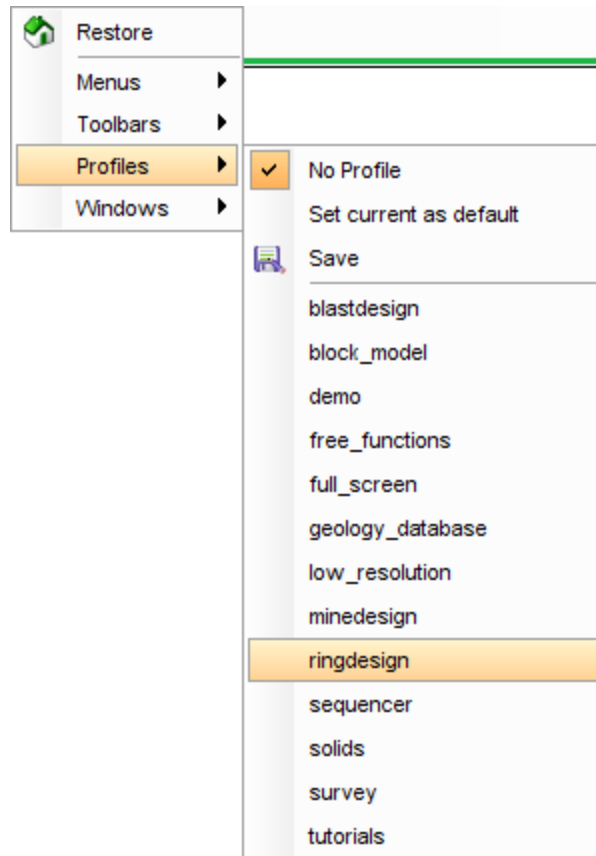 Restore
Menus
Toolbars
Profiles
Windows
No Profile
Set current as default
Save
blastdesign
block_model
demo
free_functions
full_screen
geology_database
low_resolution
minedesign
ringdesign
sequencer
solids
survey
tutorials